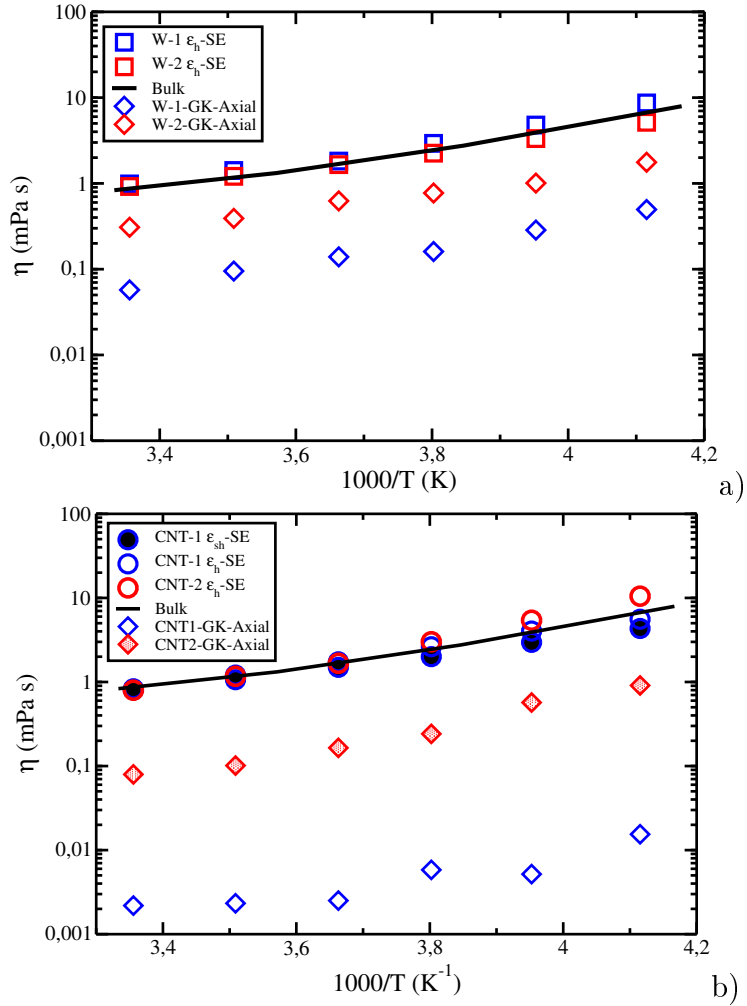 100
W-1 εh-SE
W-2 εh-SE
Bulk
W-1-GK-Axial
W-2-GK-Axial
10
1
0,1
0,01
0,001
η (mPa s)
3,4 3,6 3,8 4 4,2
1000/T (K)
a)
100
CNT-1 εsh-SE
CNT-1 εh-SE
CNT-2 εh-SE
Bulk
CNT1-GK-Axial
CNT2-GK-Axial
10
1
0,1
0,01
0,001
η (mPa s)
3,4 3,6 3,8 4 4,2
1000/T (K-1)
b)